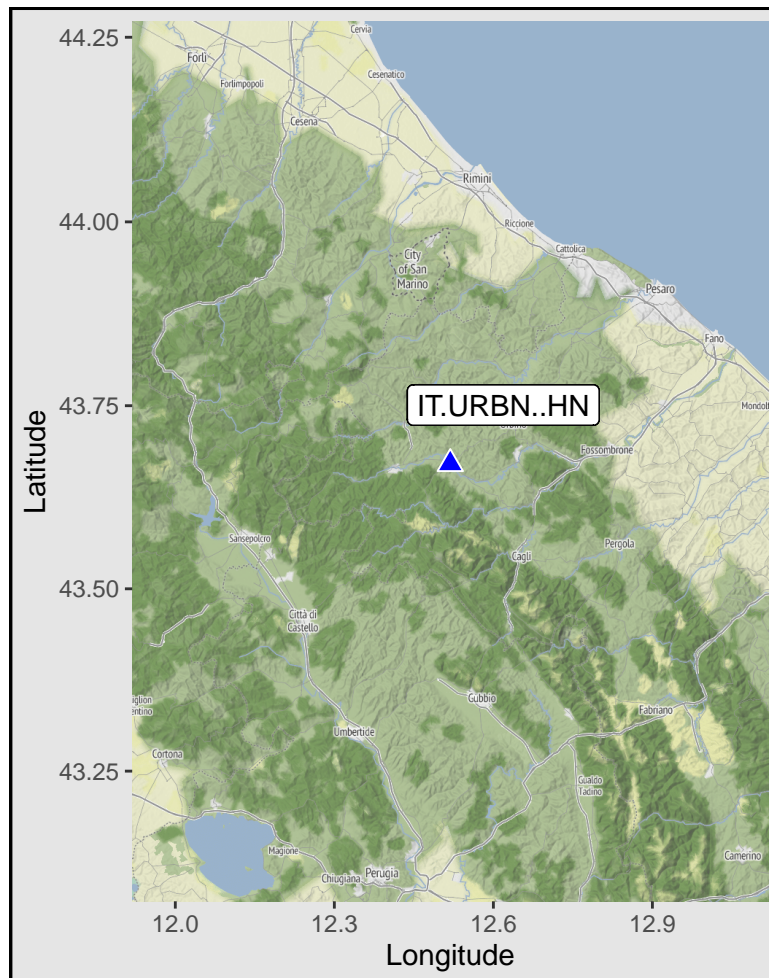 44.25
44.00
43.75
43.50
43.25
Latitude
Cervia
Forlì
Cesenatico
Forlimpopoli
Cesena
Rimini
Riccione
City
of San
Marino
Cattolica
Pesaro
Fano
IT.URBN..HN
Mondolf
Fossombrone
Sansepolcro
Cagli
Pergola
Città di
Castello
Gubbio
Fabriano
Umbertide
Cortona
Gualdo
Tadino
Magione
Camerino
Chiugiana
Perugia
12.0
12.3
12.6
12.9
Longitude